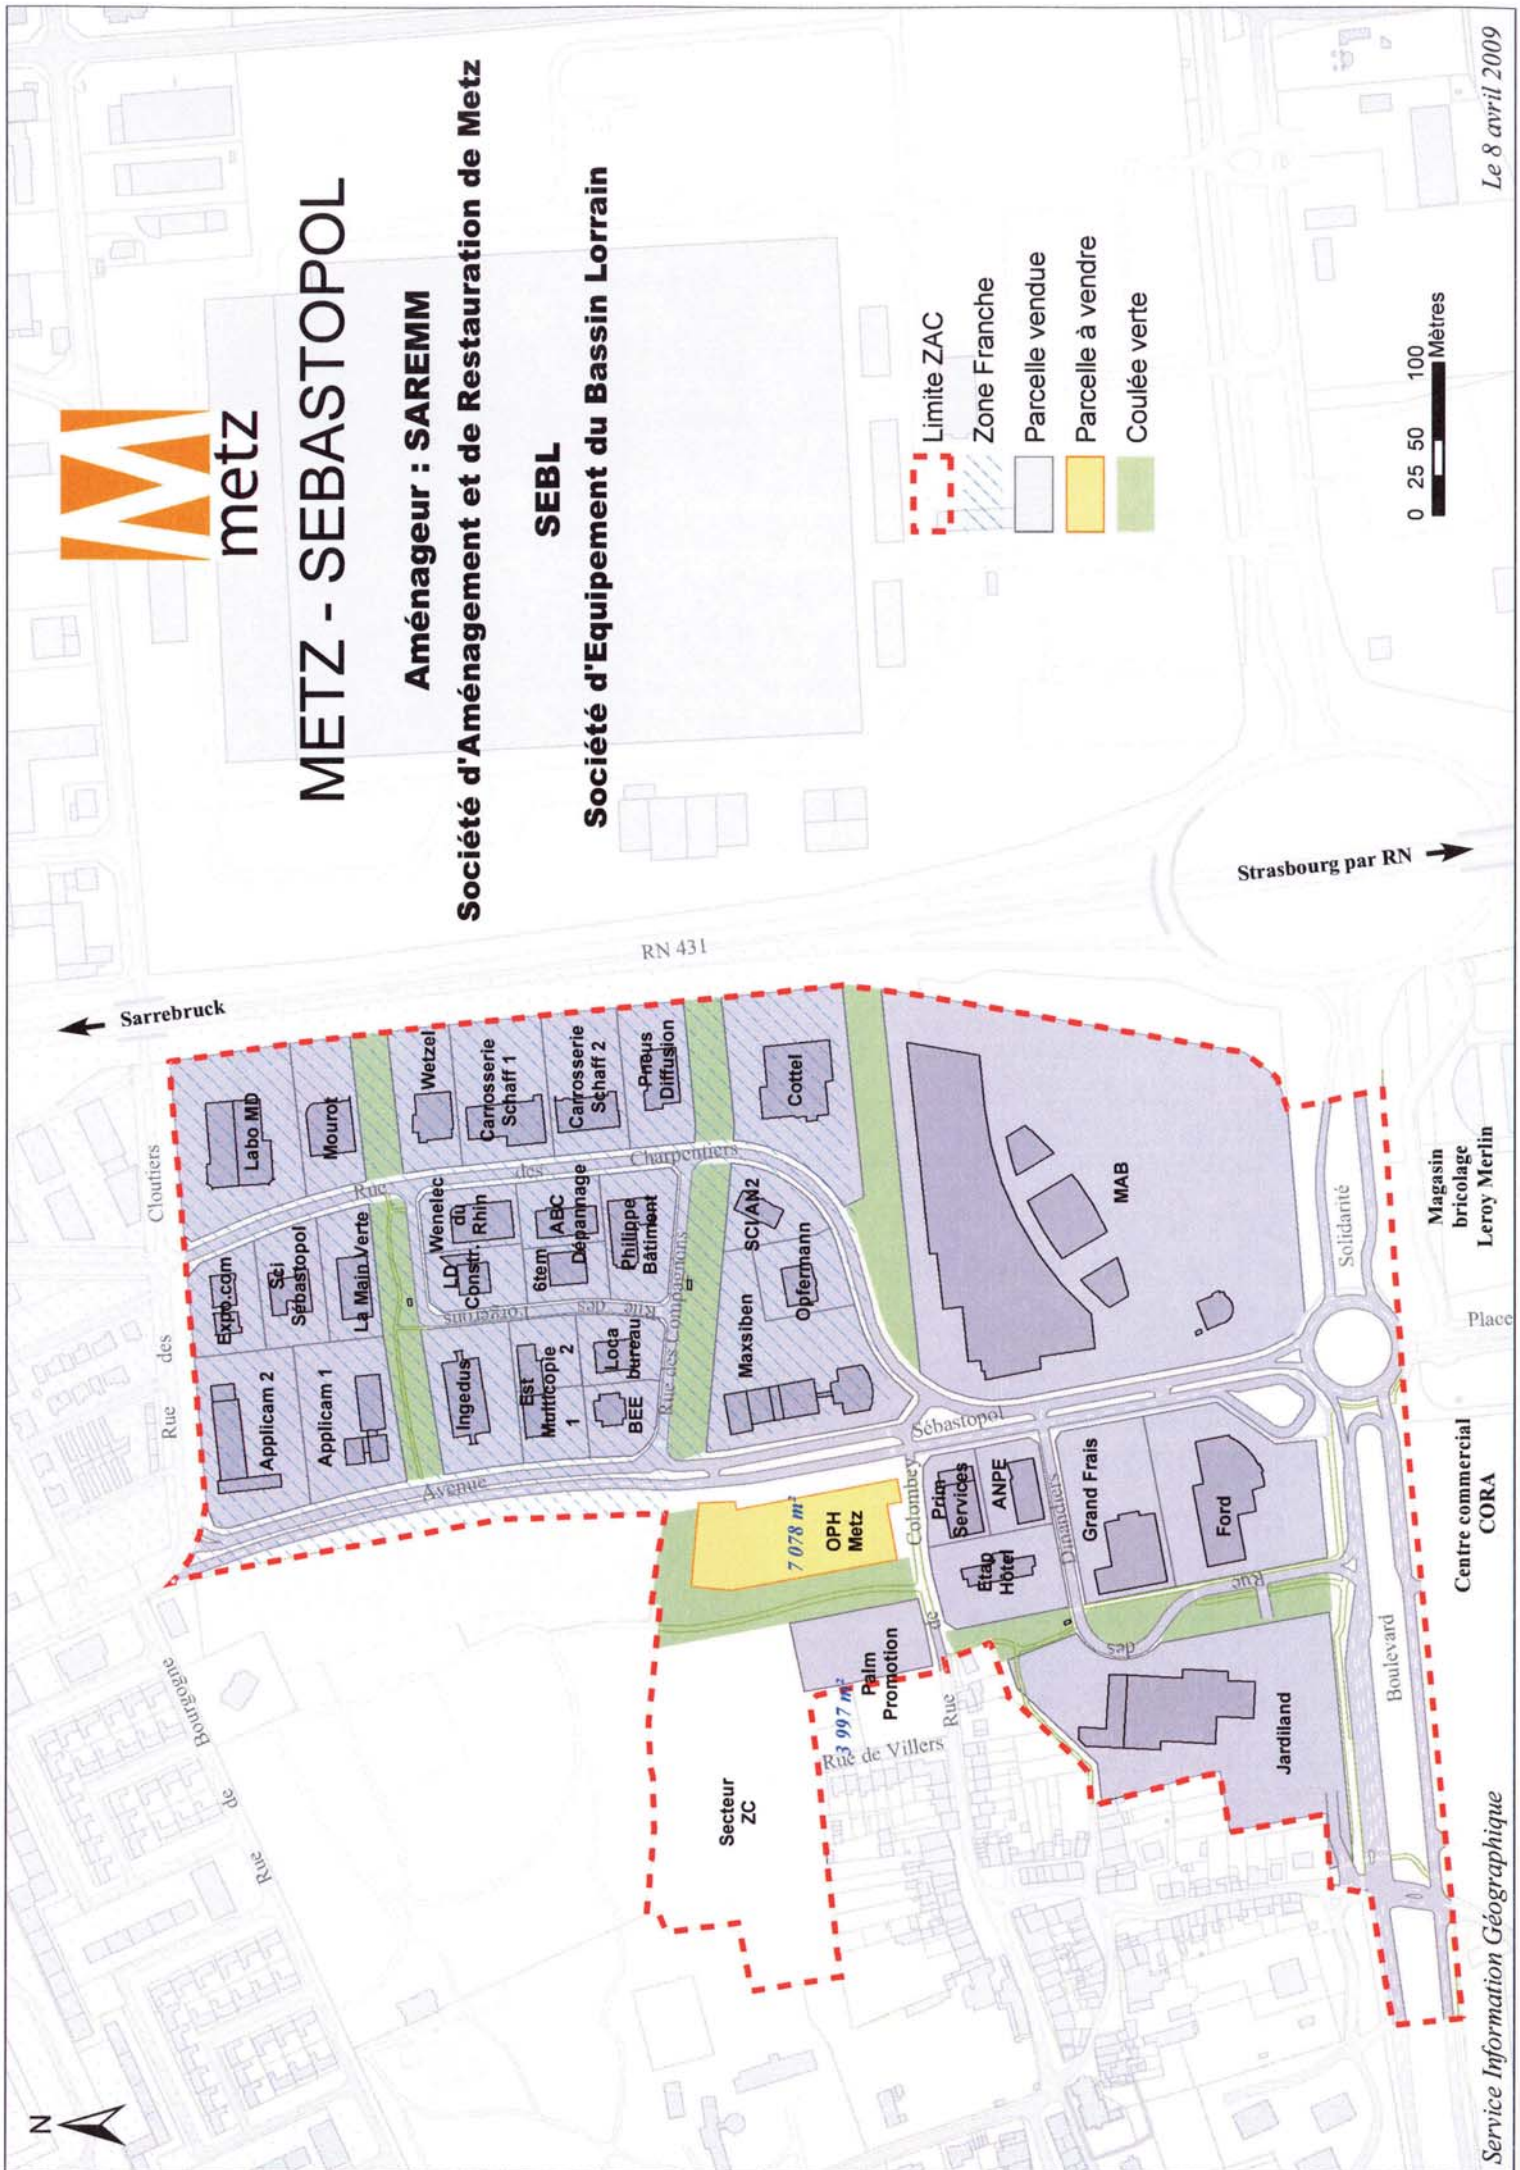 N
metz
METZ - SEBASTOPOL
Aménageur : SAREMM
Société d'Aménagement et de Restauration de Metz
SEBL
Société d'Equipement du Bassin Lorrain
Limite ZAC
Zone Franche
Parcelle vendue
Parcelle à vendre
Coulée verte
0 25 50 100
Mètres
Sarrebruck
RN 431
Strasbourg par RN
Rue des Cloutiers
Rue de Bourgogne
Labo MD
Mourot
Expo.com
Sci
Sébastopol
La Main Verte
Applicam 2
Applicam 1
Rue des Charpentiers
Wetzel
Carrosserie
Schaff 1
Carrosserie
Schaff 2
Pneus
Diffusion
Wenelec
du
Rhin
LD
Constr.
ABC
Dépannage
6tem
Philippe
Bâtiment
Rue des Forgerons
Ingedus
Est
Multicopie
1 2
Loca
bureau
BEE
Rue des Compagnons
Cottel
SCI AN2
Opfermann
Maxsiben
Avenue Sébastopol
7 078 m²
OPH
Metz
3 997 m²
Palm
Promotion
Secteur
ZC
Rue de Villers
Rue de Colombey
Prim
Services
ANPE
Etap
Hôtel
Rue des Dinandiers
Grand Frais
Ford
Jardiland
MAB
Boulevard Solidarité
Place
Magasin
bricolage
Leroy Merlin
Centre commercial
CORA
Service Information Géographique
Le 8 avril 2009